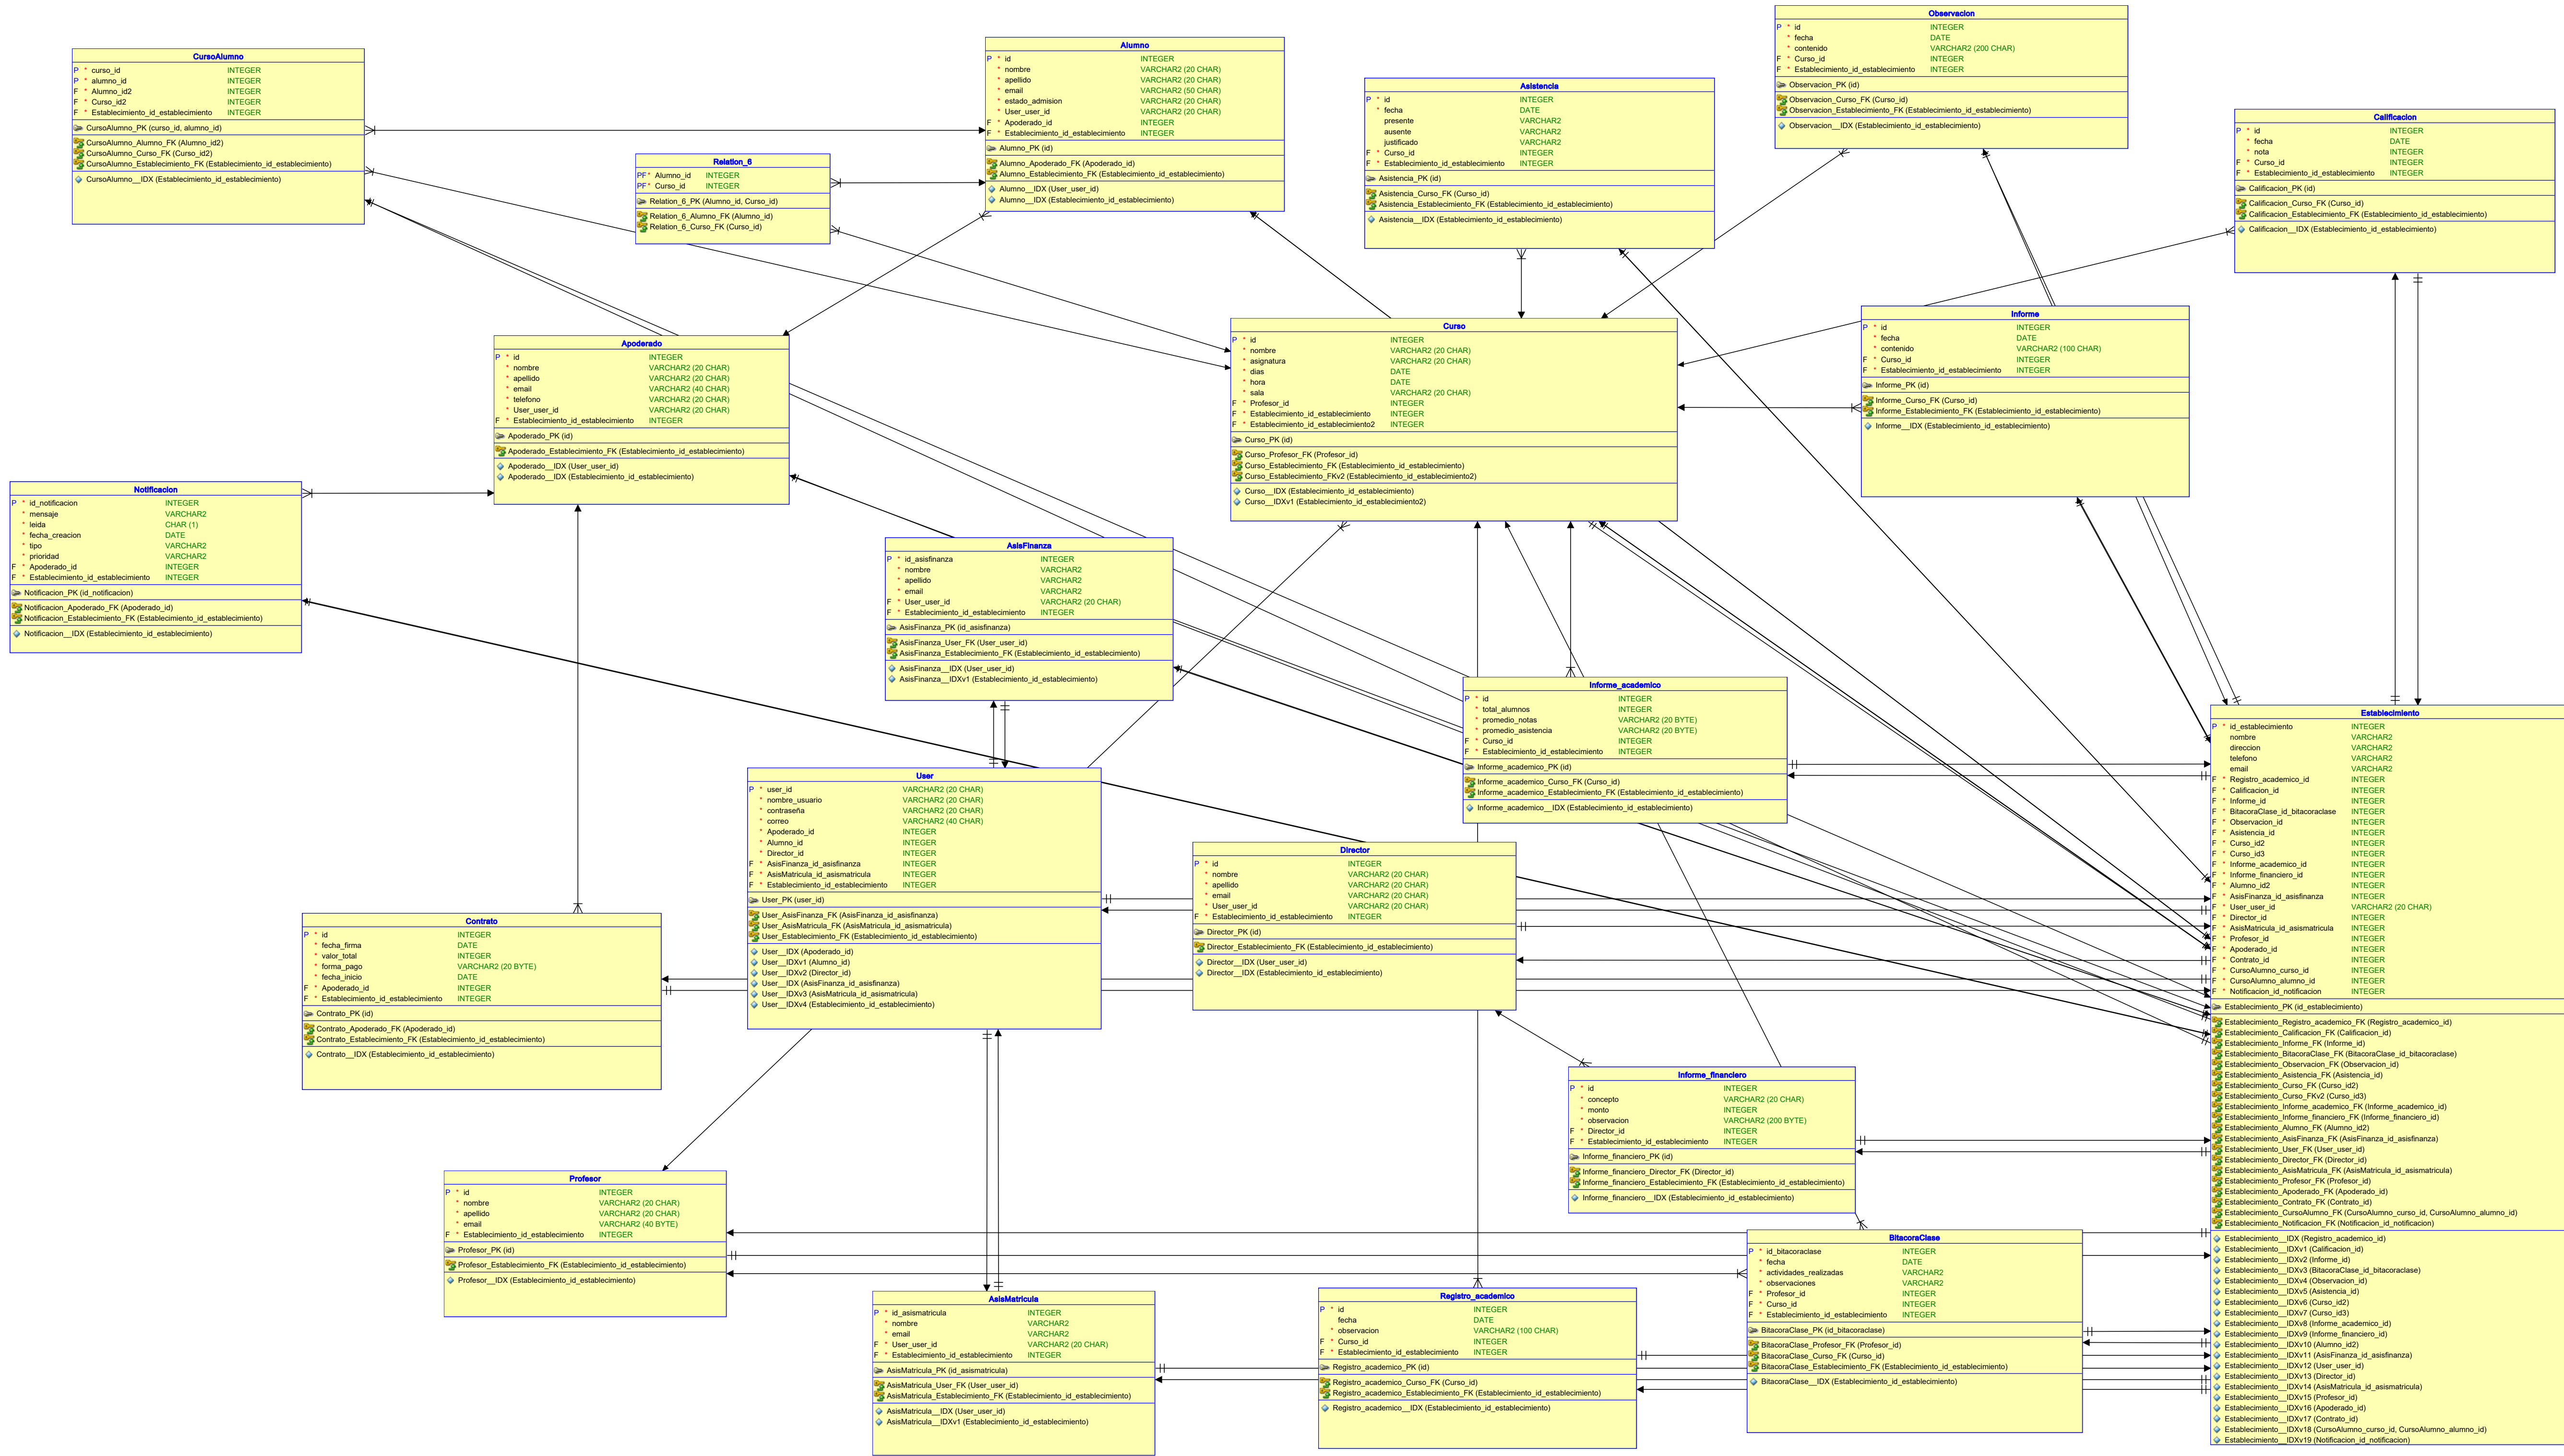 CursoAlumno
P * curso_id INTEGER
P * alumno_id INTEGER
F * Alumno_id2 INTEGER
F * Curso_id2 INTEGER
F * Establecimiento_id_establecimiento INTEGER
CursoAlumno_PK (curso_id, alumno_id)
CursoAlumno_Alumno_FK (Alumno_id2)
CursoAlumno_Curso_FK (Curso_id2)
CursoAlumno_Establecimiento_FK (Establecimiento_id_establecimiento)
CursoAlumno__IDX (Establecimiento_id_establecimiento)
Relation_6
PF* Alumno_id INTEGER
PF* Curso_id INTEGER
Relation_6_PK (Alumno_id, Curso_id)
Relation_6_Alumno_FK (Alumno_id)
Relation_6_Curso_FK (Curso_id)
Alumno
P * id INTEGER
* nombre VARCHAR2 (20 CHAR)
* apellido VARCHAR2 (20 CHAR)
* email VARCHAR2 (50 CHAR)
* estado_admision VARCHAR2 (20 CHAR)
* User_user_id VARCHAR2 (20 CHAR)
F * Apoderado_id INTEGER
F * Establecimiento_id_establecimiento INTEGER
Alumno_PK (id)
Alumno_Apoderado_FK (Apoderado_id)
Alumno_Establecimiento_FK (Establecimiento_id_establecimiento)
Alumno__IDX (User_user_id)
Alumno__IDX (Establecimiento_id_establecimiento)
Asistencia
P * id INTEGER
* fecha DATE
presente VARCHAR2
ausente VARCHAR2
justificado VARCHAR2
F * Curso_id INTEGER
F * Establecimiento_id_establecimiento INTEGER
Asistencia_PK (id)
Asistencia_Curso_FK (Curso_id)
Asistencia_Establecimiento_FK (Establecimiento_id_establecimiento)
Asistencia__IDX (Establecimiento_id_establecimiento)
Observacion
P * id INTEGER
* fecha DATE
* contenido VARCHAR2 (200 CHAR)
F * Curso_id INTEGER
F * Establecimiento_id_establecimiento INTEGER
Observacion_PK (id)
Observacion_Curso_FK (Curso_id)
Observacion_Establecimiento_FK (Establecimiento_id_establecimiento)
Observacion__IDX (Establecimiento_id_establecimiento)
Calificacion
P * id INTEGER
* fecha DATE
* nota INTEGER
F * Curso_id INTEGER
F * Establecimiento_id_establecimiento INTEGER
Calificacion_PK (id)
Calificacion_Curso_FK (Curso_id)
Calificacion_Establecimiento_FK (Establecimiento_id_establecimiento)
Calificacion__IDX (Establecimiento_id_establecimiento)
Apoderado
P * id INTEGER
* nombre VARCHAR2 (20 CHAR)
* apellido VARCHAR2 (20 CHAR)
* email VARCHAR2 (40 CHAR)
* telefono VARCHAR2 (20 CHAR)
* User_user_id VARCHAR2 (20 CHAR)
F * Establecimiento_id_establecimiento INTEGER
Apoderado_PK (id)
Apoderado_Establecimiento_FK (Establecimiento_id_establecimiento)
Apoderado__IDX (User_user_id)
Apoderado__IDX (Establecimiento_id_establecimiento)
Curso
P * id INTEGER
* nombre VARCHAR2 (20 CHAR)
* asignatura VARCHAR2 (20 CHAR)
* dias DATE
* hora DATE
* sala VARCHAR2 (20 CHAR)
F * Profesor_id INTEGER
F * Establecimiento_id_establecimiento INTEGER
F * Establecimiento_id_establecimiento2 INTEGER
Curso_PK (id)
Curso_Profesor_FK (Profesor_id)
Curso_Establecimiento_FK (Establecimiento_id_establecimiento)
Curso_Establecimiento_FKv2 (Establecimiento_id_establecimiento2)
Curso__IDX (Establecimiento_id_establecimiento)
Curso__IDXv1 (Establecimiento_id_establecimiento2)
Informe
P * id INTEGER
* fecha DATE
* contenido VARCHAR2 (100 CHAR)
F * Curso_id INTEGER
F * Establecimiento_id_establecimiento INTEGER
Informe_PK (id)
Informe_Curso_FK (Curso_id)
Informe_Establecimiento_FK (Establecimiento_id_establecimiento)
Informe__IDX (Establecimiento_id_establecimiento)
Notificacion
P * id_notificacion INTEGER
* mensaje VARCHAR2
* leida CHAR (1)
* fecha_creacion DATE
* tipo VARCHAR2
* prioridad VARCHAR2
F * Apoderado_id INTEGER
F * Establecimiento_id_establecimiento INTEGER
Notificacion_PK (id_notificacion)
Notificacion_Apoderado_FK (Apoderado_id)
Notificacion_Establecimiento_FK (Establecimiento_id_establecimiento)
Notificacion__IDX (Establecimiento_id_establecimiento)
AsisFinanza
P * id_asisfinanza INTEGER
* nombre VARCHAR2
* apellido VARCHAR2
* email VARCHAR2
F * User_user_id VARCHAR2 (20 CHAR)
F * Establecimiento_id_establecimiento INTEGER
AsisFinanza_PK (id_asisfinanza)
AsisFinanza_User_FK (User_user_id)
AsisFinanza_Establecimiento_FK (Establecimiento_id_establecimiento)
AsisFinanza__IDX (User_user_id)
AsisFinanza__IDXv1 (Establecimiento_id_establecimiento)
Informe_academico
P * id INTEGER
* total_alumnos INTEGER
* promedio_notas VARCHAR2 (20 BYTE)
* promedio_asistencia VARCHAR2 (20 BYTE)
F * Curso_id INTEGER
F * Establecimiento_id_establecimiento INTEGER
Informe_academico_PK (id)
Informe_academico_Curso_FK (Curso_id)
Informe_academico_Establecimiento_FK (Establecimiento_id_establecimiento)
Informe_academico__IDX (Establecimiento_id_establecimiento)
User
P * user_id VARCHAR2 (20 CHAR)
* nombre_usuario VARCHAR2 (20 CHAR)
* contraseña VARCHAR2 (20 CHAR)
* correo VARCHAR2 (40 CHAR)
* Apoderado_id INTEGER
* Alumno_id INTEGER
* Director_id INTEGER
F * AsisFinanza_id_asisfinanza INTEGER
F * AsisMatricula_id_asismatricula INTEGER
F * Establecimiento_id_establecimiento INTEGER
User_PK (user_id)
User_AsisFinanza_FK (AsisFinanza_id_asisfinanza)
User_AsisMatricula_FK (AsisMatricula_id_asismatricula)
User_Establecimiento_FK (Establecimiento_id_establecimiento)
User__IDX (Apoderado_id)
User__IDXv1 (Alumno_id)
User__IDXv2 (Director_id)
User__IDX (AsisFinanza_id_asisfinanza)
User__IDXv3 (AsisMatricula_id_asismatricula)
User__IDXv4 (Establecimiento_id_establecimiento)
Director
P * id INTEGER
* nombre VARCHAR2 (20 CHAR)
* apellido VARCHAR2 (20 CHAR)
* email VARCHAR2 (20 CHAR)
* User_user_id VARCHAR2 (20 CHAR)
F * Establecimiento_id_establecimiento INTEGER
Director_PK (id)
Director_Establecimiento_FK (Establecimiento_id_establecimiento)
Director__IDX (User_user_id)
Director__IDX (Establecimiento_id_establecimiento)
Establecimiento
P * id_establecimiento INTEGER
nombre VARCHAR2
direccion VARCHAR2
telefono VARCHAR2
email VARCHAR2
F * Registro_academico_id INTEGER
F * Calificacion_id INTEGER
F * Informe_id INTEGER
F * BitacoraClase_id_bitacoraclase INTEGER
F * Observacion_id INTEGER
F * Asistencia_id INTEGER
F * Curso_id2 INTEGER
F * Curso_id3 INTEGER
F * Informe_academico_id INTEGER
F * Informe_financiero_id INTEGER
F * Alumno_id2 INTEGER
F * AsisFinanza_id_asisfinanza INTEGER
F * User_user_id VARCHAR2 (20 CHAR)
F * Director_id INTEGER
F * AsisMatricula_id_asismatricula INTEGER
F * Profesor_id INTEGER
F * Apoderado_id INTEGER
F * Contrato_id INTEGER
F * CursoAlumno_curso_id INTEGER
F * CursoAlumno_alumno_id INTEGER
F * Notificacion_id_notificacion INTEGER
Establecimiento_PK (id_establecimiento)
Establecimiento_Registro_academico_FK (Registro_academico_id)
Establecimiento_Calificacion_FK (Calificacion_id)
Establecimiento_Informe_FK (Informe_id)
Establecimiento_BitacoraClase_FK (BitacoraClase_id_bitacoraclase)
Establecimiento_Observacion_FK (Observacion_id)
Establecimiento_Asistencia_FK (Asistencia_id)
Establecimiento_Curso_FK (Curso_id2)
Establecimiento_Curso_FKv2 (Curso_id3)
Establecimiento_Informe_academico_FK (Informe_academico_id)
Establecimiento_Informe_financiero_FK (Informe_financiero_id)
Establecimiento_Alumno_FK (Alumno_id2)
Establecimiento_AsisFinanza_FK (AsisFinanza_id_asisfinanza)
Establecimiento_User_FK (User_user_id)
Establecimiento_Director_FK (Director_id)
Establecimiento_AsisMatricula_FK (AsisMatricula_id_asismatricula)
Establecimiento_Profesor_FK (Profesor_id)
Establecimiento_Apoderado_FK (Apoderado_id)
Establecimiento_Contrato_FK (Contrato_id)
Establecimiento_CursoAlumno_FK (CursoAlumno_curso_id, CursoAlumno_alumno_id)
Establecimiento_Notificacion_FK (Notificacion_id_notificacion)
Establecimiento__IDX (Registro_academico_id)
Establecimiento__IDXv1 (Calificacion_id)
Establecimiento__IDXv2 (Informe_id)
Establecimiento__IDXv3 (BitacoraClase_id_bitacoraclase)
Establecimiento__IDXv4 (Observacion_id)
Establecimiento__IDXv5 (Asistencia_id)
Establecimiento__IDXv6 (Curso_id2)
Establecimiento__IDXv7 (Curso_id3)
Establecimiento__IDXv8 (Informe_academico_id)
Establecimiento__IDXv9 (Informe_financiero_id)
Establecimiento__IDXv10 (Alumno_id2)
Establecimiento__IDXv11 (AsisFinanza_id_asisfinanza)
Establecimiento__IDXv12 (User_user_id)
Establecimiento__IDXv13 (Director_id)
Establecimiento__IDXv14 (AsisMatricula_id_asismatricula)
Establecimiento__IDXv15 (Profesor_id)
Establecimiento__IDXv16 (Apoderado_id)
Establecimiento__IDXv17 (Contrato_id)
Establecimiento__IDXv18 (CursoAlumno_curso_id, CursoAlumno_alumno_id)
Establecimiento__IDXv19 (Notificacion_id_notificacion)
Contrato
P * id INTEGER
* fecha_firma DATE
* valor_total INTEGER
* forma_pago VARCHAR2 (20 BYTE)
* fecha_inicio DATE
F * Apoderado_id INTEGER
F * Establecimiento_id_establecimiento INTEGER
Contrato_PK (id)
Contrato_Apoderado_FK (Apoderado_id)
Contrato_Establecimiento_FK (Establecimiento_id_establecimiento)
Contrato__IDX (Establecimiento_id_establecimiento)
Informe_financiero
P * id INTEGER
* concepto VARCHAR2 (20 CHAR)
* monto INTEGER
* observacion VARCHAR2 (200 BYTE)
F * Director_id INTEGER
F * Establecimiento_id_establecimiento INTEGER
Informe_financiero_PK (id)
Informe_financiero_Director_FK (Director_id)
Informe_financiero_Establecimiento_FK (Establecimiento_id_establecimiento)
Informe_financiero__IDX (Establecimiento_id_establecimiento)
Profesor
P * id INTEGER
* nombre VARCHAR2 (20 CHAR)
* apellido VARCHAR2 (20 CHAR)
* email VARCHAR2 (40 BYTE)
F * Establecimiento_id_establecimiento INTEGER
Profesor_PK (id)
Profesor_Establecimiento_FK (Establecimiento_id_establecimiento)
Profesor__IDX (Establecimiento_id_establecimiento)
AsisMatricula
P * id_asismatricula INTEGER
* nombre VARCHAR2
* email VARCHAR2
F * User_user_id VARCHAR2 (20 CHAR)
F * Establecimiento_id_establecimiento INTEGER
AsisMatricula_PK (id_asismatricula)
AsisMatricula_User_FK (User_user_id)
AsisMatricula_Establecimiento_FK (Establecimiento_id_establecimiento)
AsisMatricula__IDX (User_user_id)
AsisMatricula__IDXv1 (Establecimiento_id_establecimiento)
Registro_academico
P * id INTEGER
fecha DATE
* observacion VARCHAR2 (100 CHAR)
F * Curso_id INTEGER
F * Establecimiento_id_establecimiento INTEGER
Registro_academico_PK (id)
Registro_academico_Curso_FK (Curso_id)
Registro_academico_Establecimiento_FK (Establecimiento_id_establecimiento)
Registro_academico__IDX (Establecimiento_id_establecimiento)
BitacoraClase
P * id_bitacoraclase INTEGER
* fecha DATE
* actividades_realizadas VARCHAR2
* observaciones VARCHAR2
F * Profesor_id INTEGER
F * Curso_id INTEGER
F * Establecimiento_id_establecimiento INTEGER
BitacoraClase_PK (id_bitacoraclase)
BitacoraClase_Profesor_FK (Profesor_id)
BitacoraClase_Curso_FK (Curso_id)
BitacoraClase_Establecimiento_FK (Establecimiento_id_establecimiento)
BitacoraClase__IDX (Establecimiento_id_establecimiento)